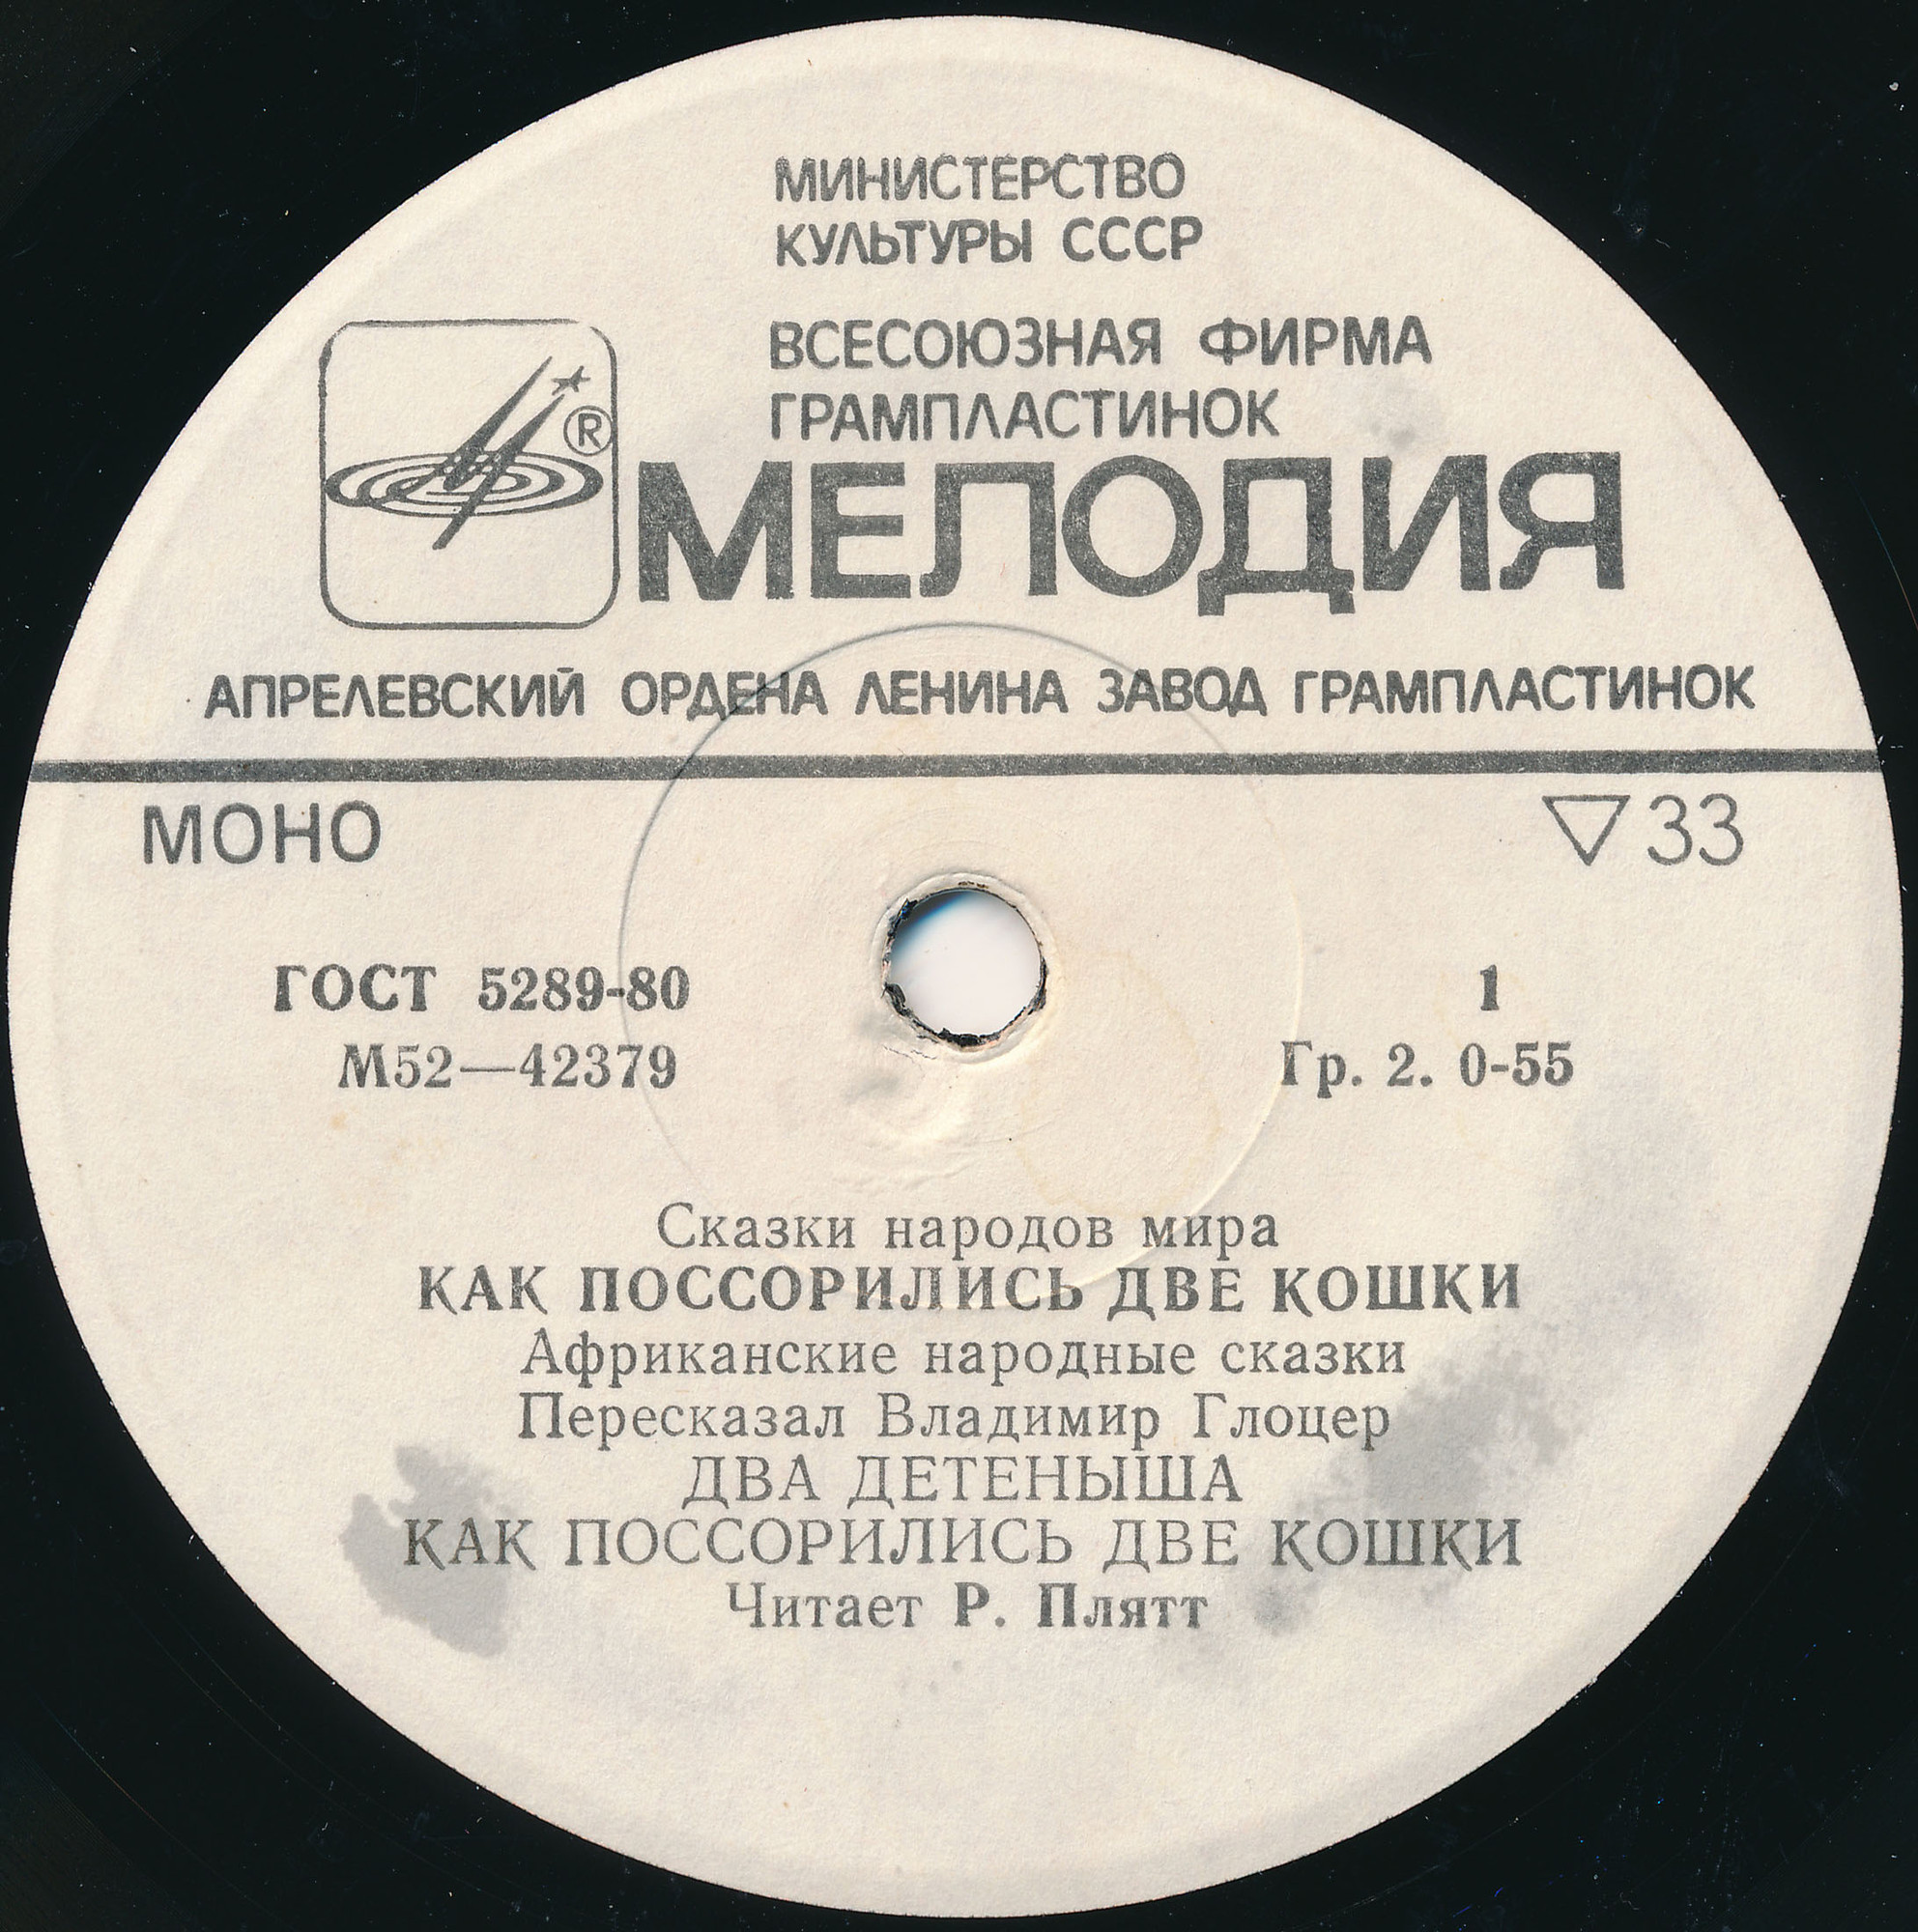 МИНИСТЕРСТВО
КУЛЬТУРЫ СССР
ВСЕСОЮЗНАЯ ФИРМА
ГРАМПЛАСТИНОК
®
МЕЛОДИЯ
АПРЕЛЕВСКИЙ ОРДЕНА ЛЕНИНА ЗАВОД ГРАМПЛАСТИНОК
МОНО ▽33
ГОСТ 5289-80 1
М52—42379 Гр. 2. 0-55
Сказки народов мира
КАК ПОССОРИЛИСЬ ДВЕ КОШКИ
Африканские народные сказки
Пересказал Владимир Глоцер
ДВА ДЕТЕНЫША
КАК ПОССОРИЛИСЬ ДВЕ КОШКИ
Читает Р. Плятт